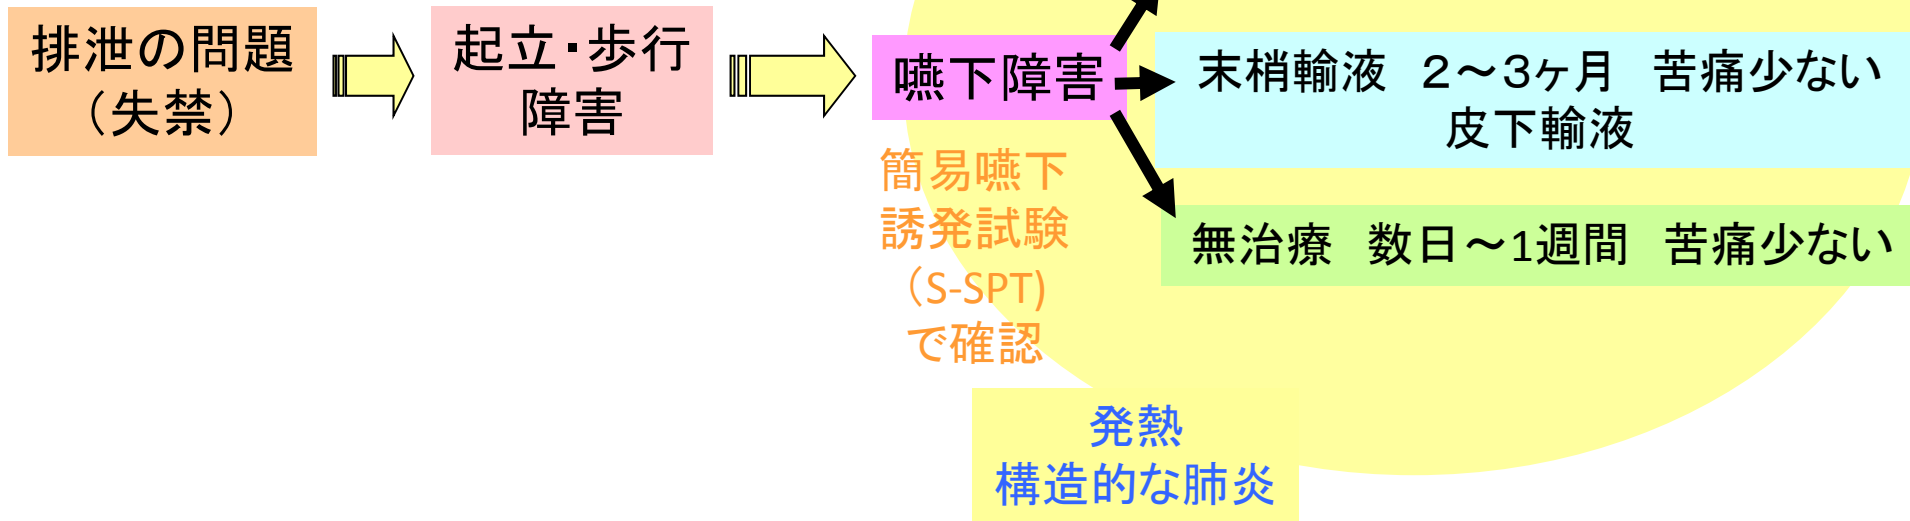 排泄の問題
（失禁）
起立・歩行
障害
嚥下障害
末梢輸液　２～３ヶ月　苦痛少ない
皮下輸液
無治療　数日～1週間　苦痛少ない
簡易嚥下
誘発試験
（S-SPT)
で確認
発熱
構造的な肺炎